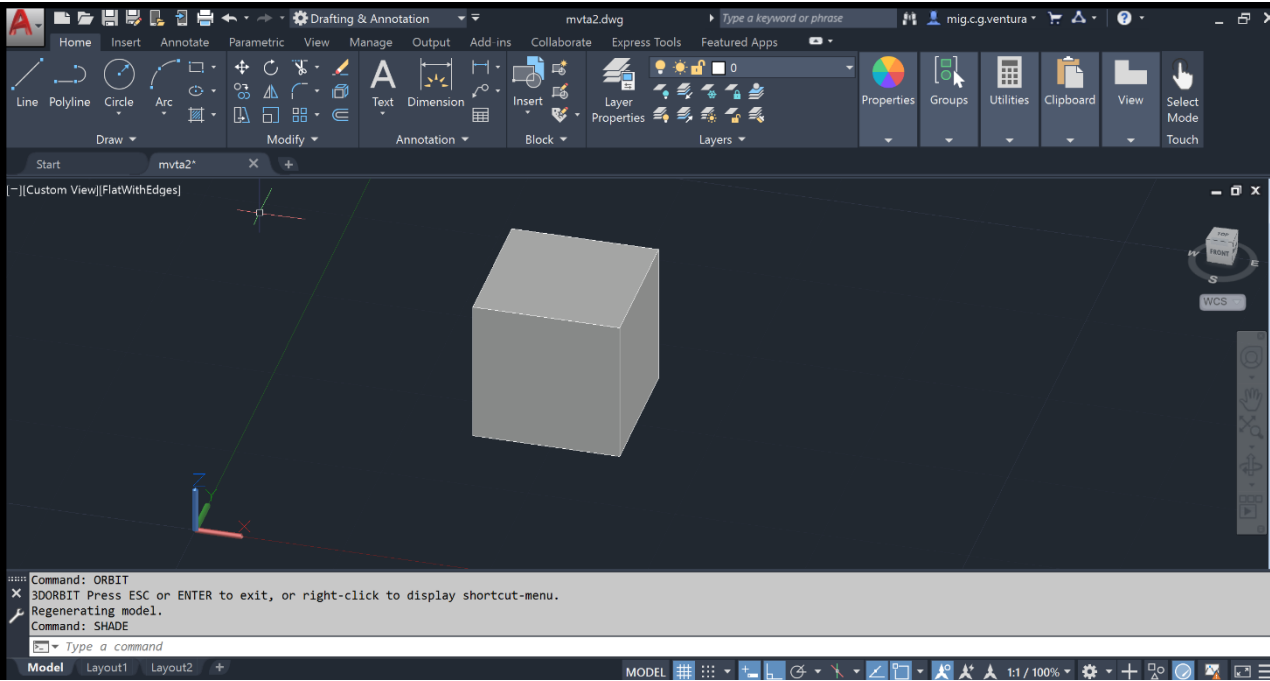 A Drafting & Annotation mvta2.dwg Type a keyword or phrase mig.c.g.ventura ?
Home Insert Annotate Parametric View Manage Output Add-ins Collaborate Express Tools Featured Apps
0
Line Polyline Circle Arc Text Dimension Insert Layer Properties Properties Groups Utilities Clipboard View Select Mode
Draw Modify Annotation Block Layers Touch
Start mvta2* +
[−][Custom View][FlatWithEdges]
TOP
W FRONT E
S
WCS
Z
Y
X
Command: ORBIT
3DORBIT Press ESC or ENTER to exit, or right-click to display shortcut-menu.
Regenerating model.
Command: SHADE
Type a command
Model Layout1 Layout2 + MODEL 1:1 / 100%